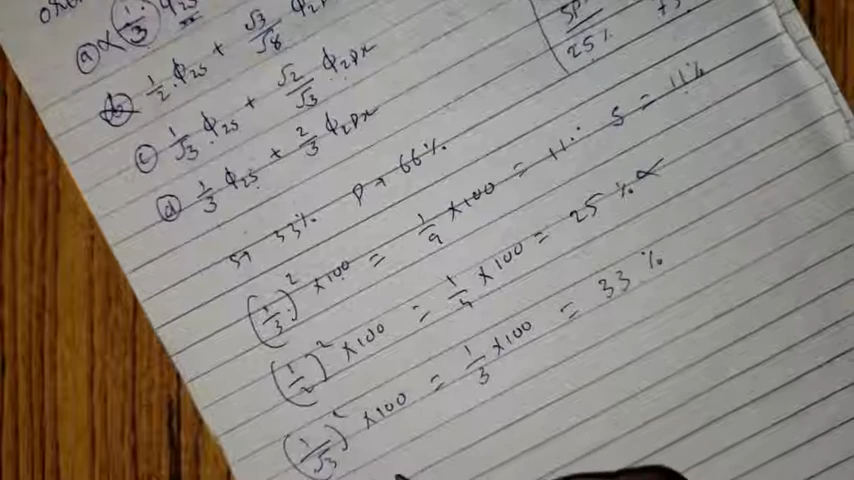 ⓐ × 1/3 ϕ2s
ⓑ 1/2 ϕ2s + √3/√8 ϕ2p
ⓒ 1/√3 ϕ2s + √2/√3 ϕ2px
ⓓ 1/3 ϕ2s + 2/3 ϕ2px
25%
s→ 33% p→ 66%
(1/3)² ×100 = 1/9 ×100 = 11. s = 11%
(1/2)² ×100 = 1/4 ×100 = 25 % ×
(1/√3)² ×100 = 1/3 ×100 = 33 %